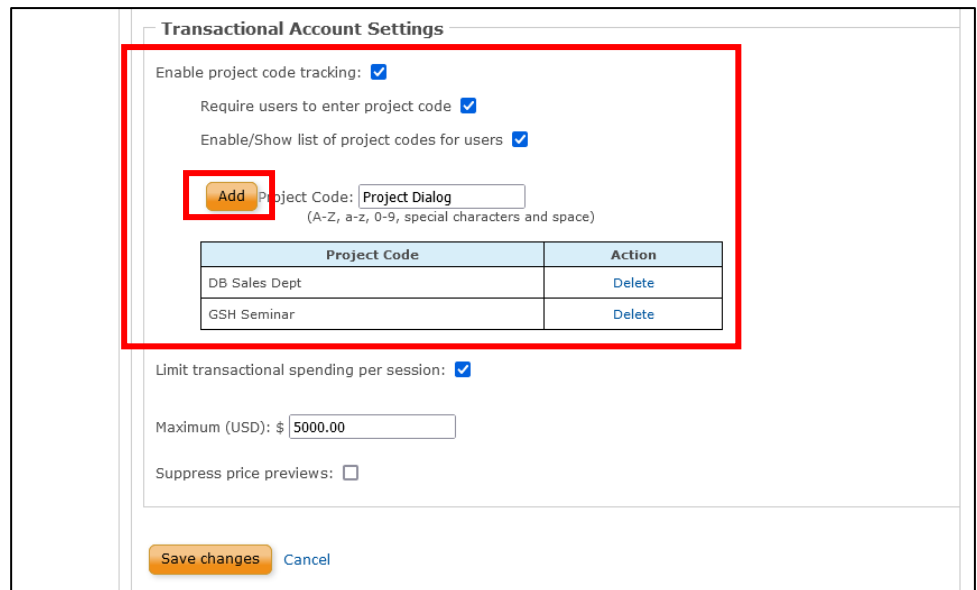 Transactional Account Settings
Enable project code tracking:
Require users to enter project code
Enable/Show list of project codes for users
Add Project Code: Project Dialog
(A-Z, a-z, 0-9, special characters and space)
Project Code Action
DB Sales Dept Delete
GSH Seminar Delete
Limit transactional spending per session:
Maximum (USD): $ 5000.00
Suppress price previews:
Save changes Cancel